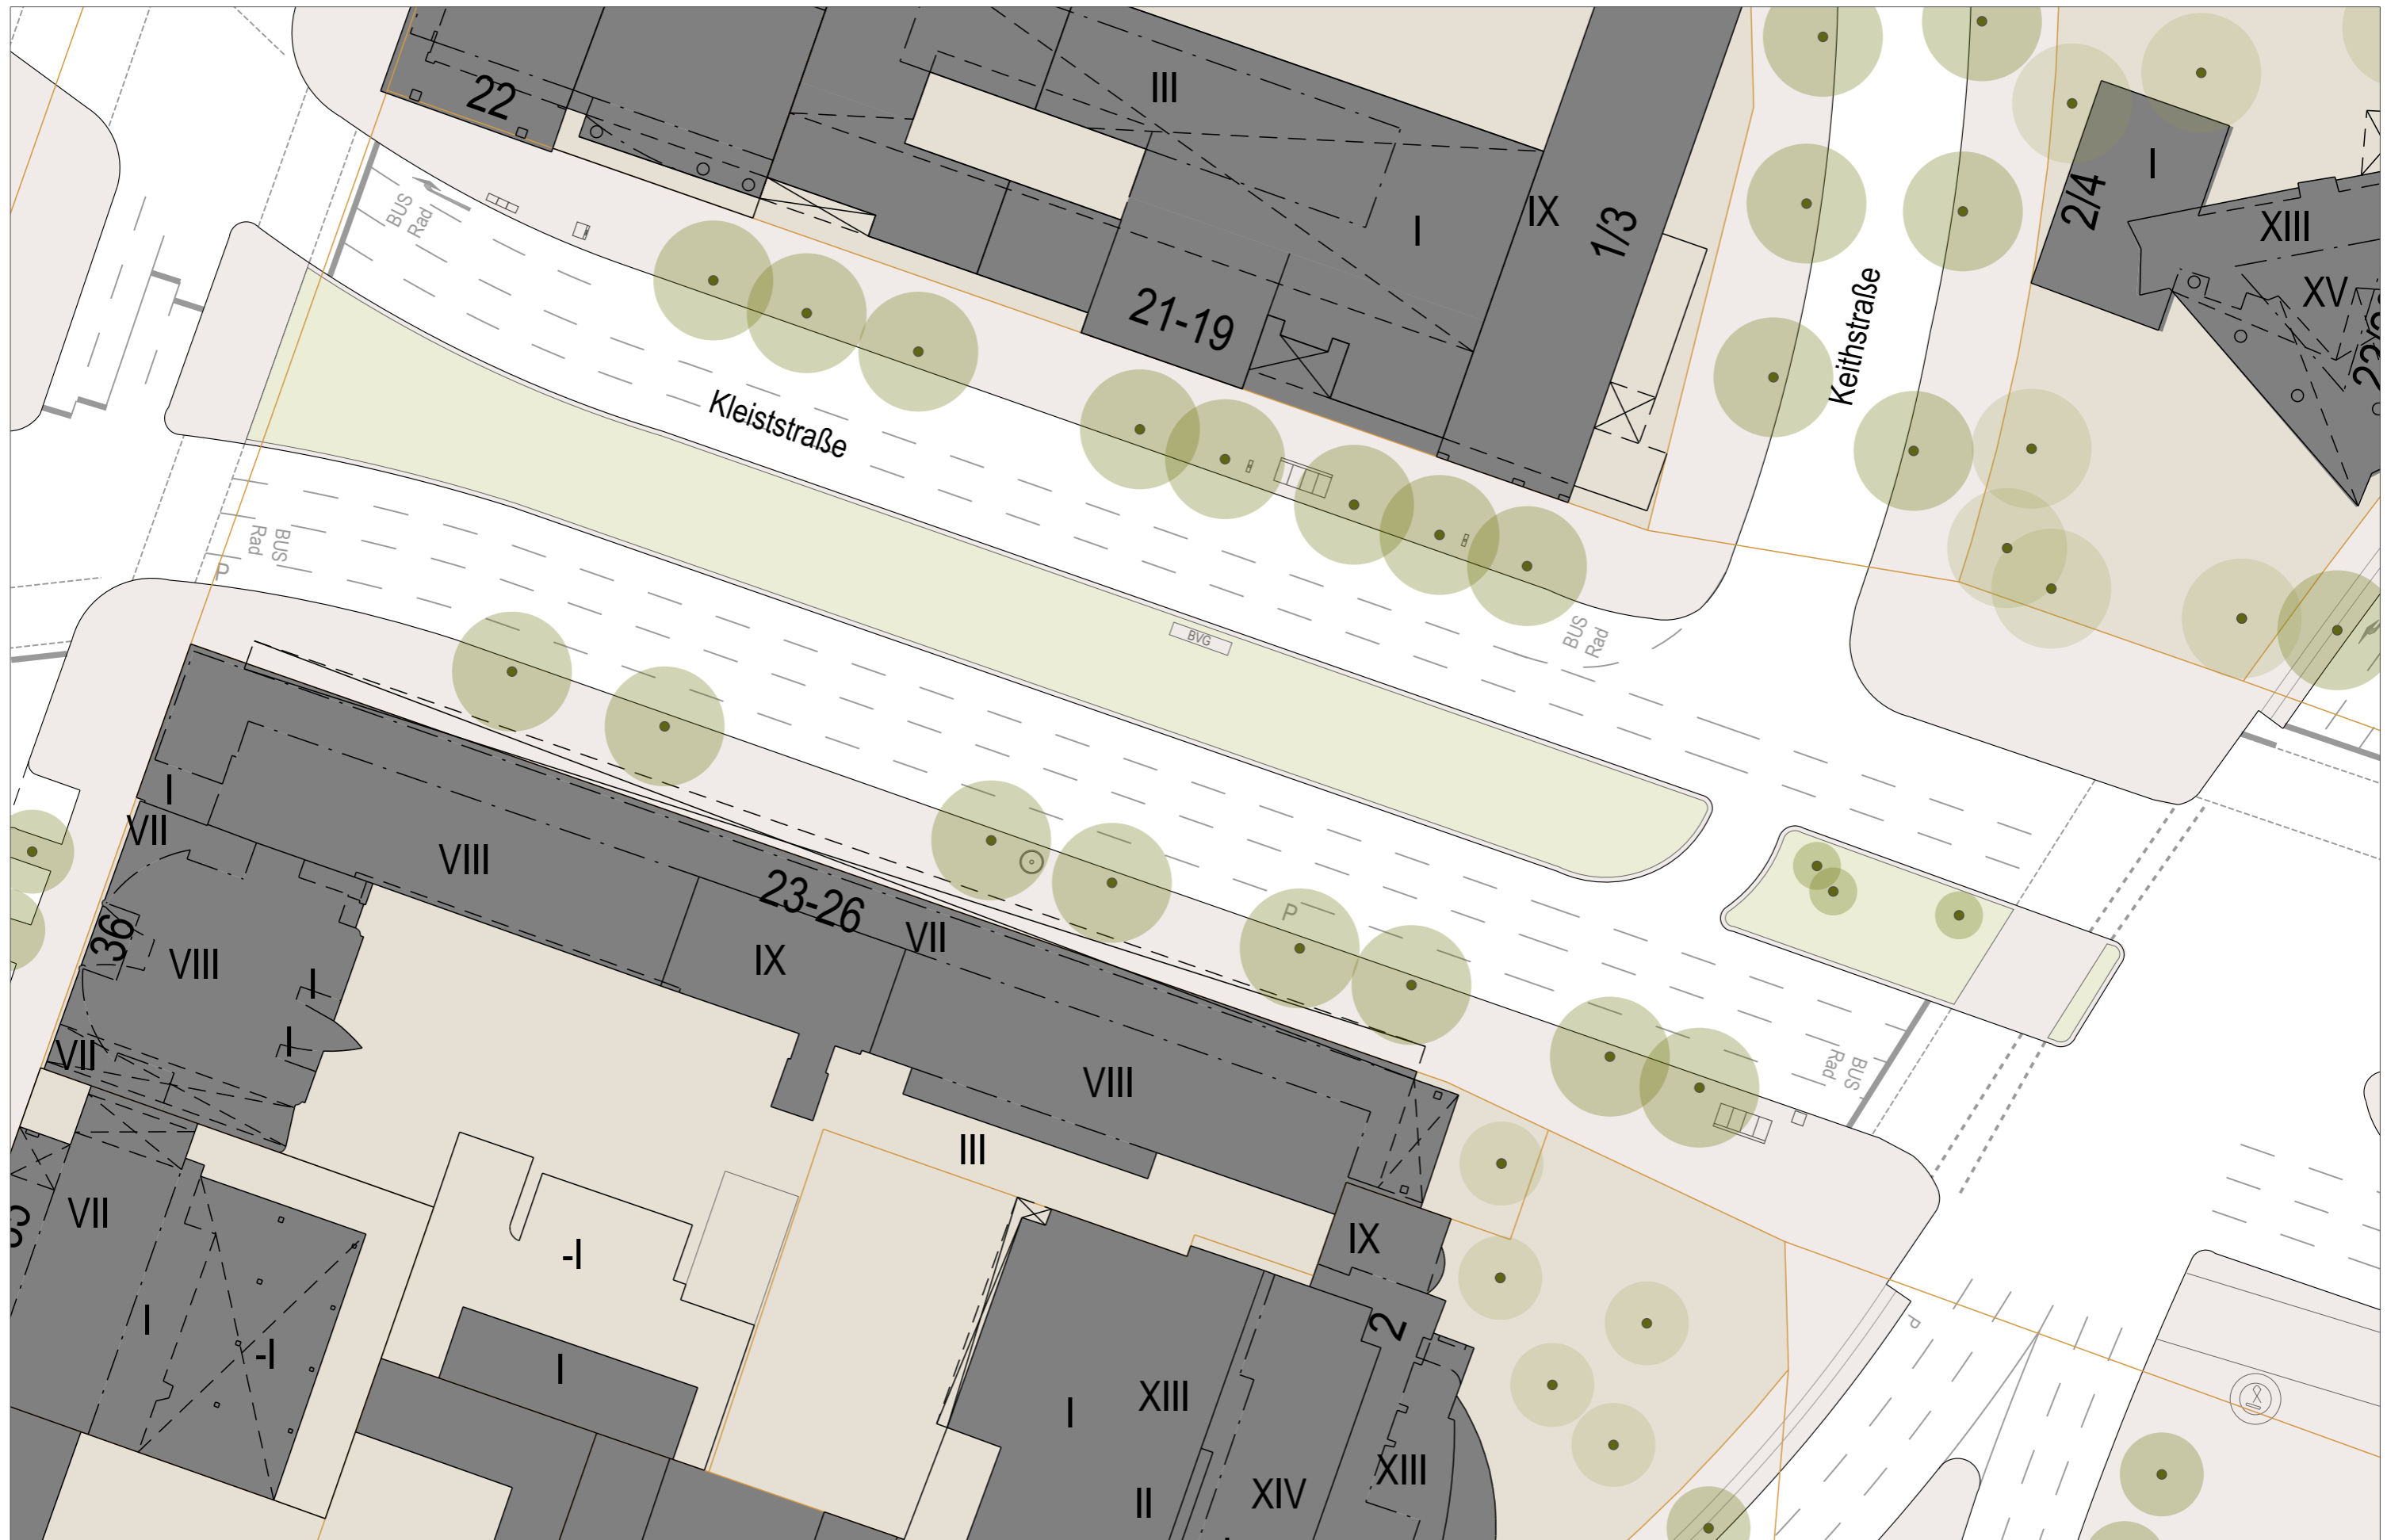 22
III
I
IX
1/3
2/4
I
XIII
XV
21-19
Keithstraße
BUS
Rad
Kleiststraße
BUS
Rad
P
BVG
BUS
Rad
I
VII
VIII
23-26
VII
IX
P
36
VIII
I
I
VII
VIII
BUS
Rad
III
VII
-I
IX
I
-I
I
2
P
I
XIII
XIII
XIV
II